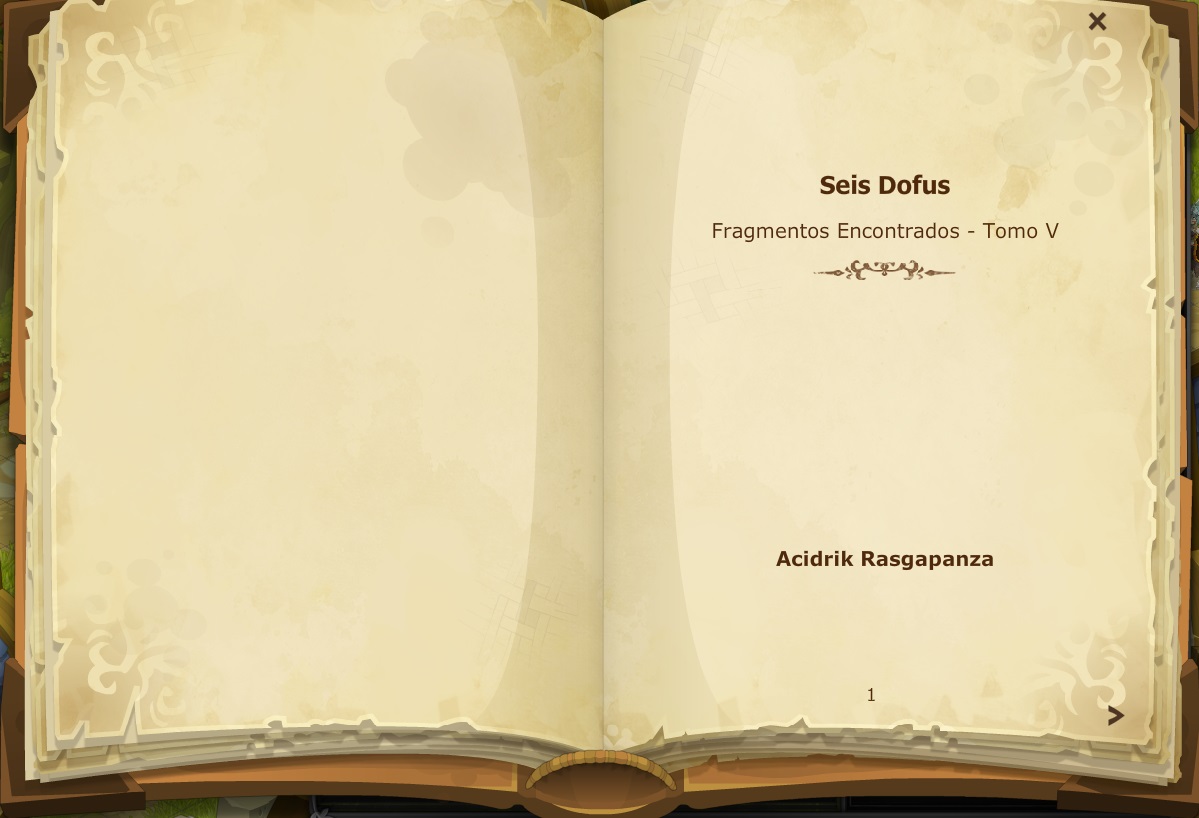 Seis Dofus
Fragmentos Encontrados - Tomo V
Acidrik Rasgapanza
1